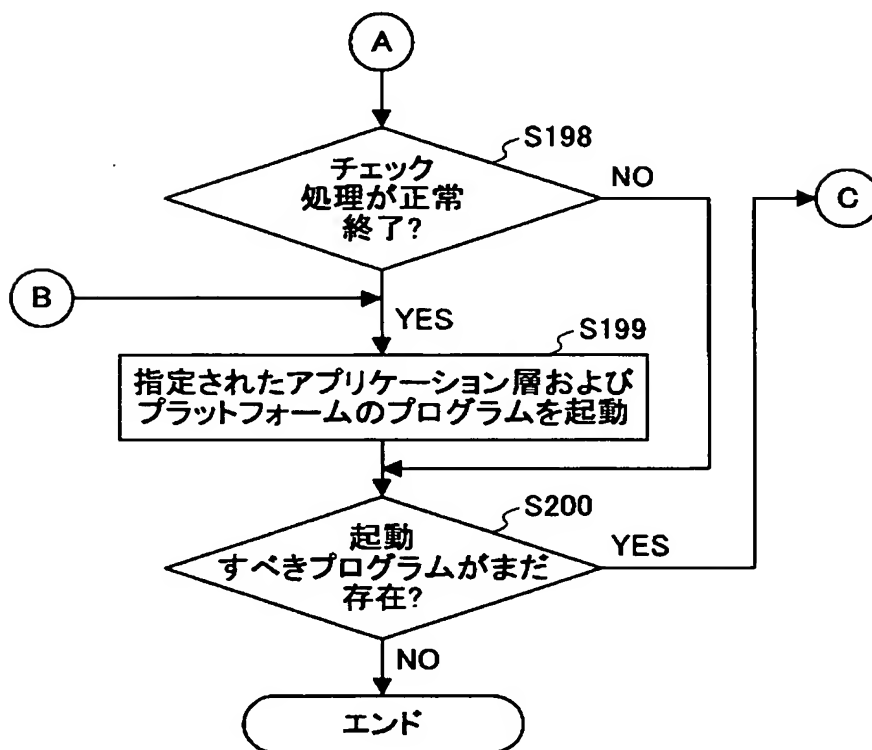 A
S198
チェック
処理が正常
終了?
NO
C
B
YES
S199
指定されたアプリケーション層および
プラットフォームのプログラムを起動
S200
起動
すべきプログラムがまだ
存在?
YES
NO
エンド